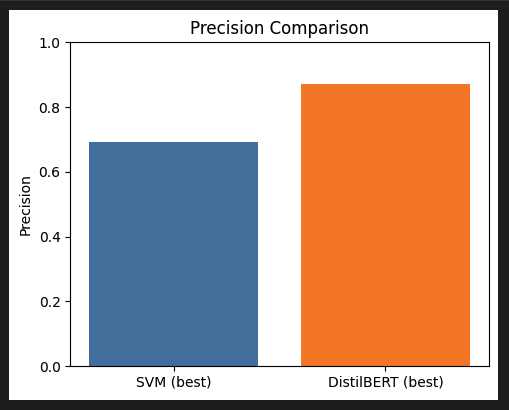 Precision Comparison
1.0
0.8
0.6
0.4
0.2
0.0
Precision
SVM (best)
DistilBERT (best)